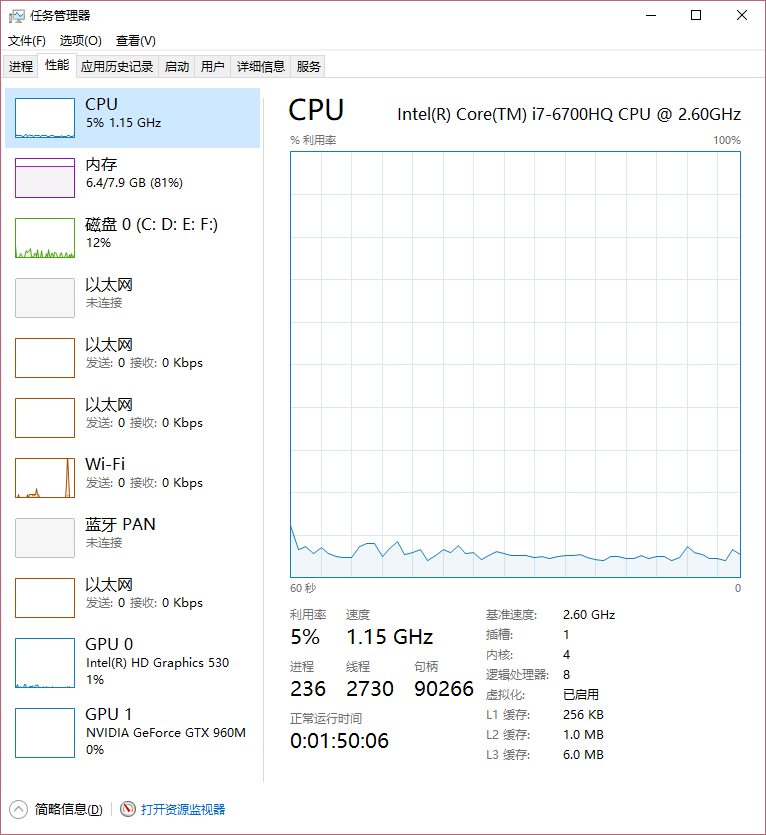 任务管理器
文件(F) 选项(O) 查看(V)
进程 性能 应用历史记录 启动 用户 详细信息 服务
CPU
5% 1.15 GHz
内存
6.4/7.9 GB (81%)
磁盘 0 (C: D: E: F:)
12%
以太网
未连接
以太网
发送: 0 接收: 0 Kbps
以太网
发送: 0 接收: 0 Kbps
Wi-Fi
发送: 0 接收: 0 Kbps
蓝牙 PAN
未连接
以太网
发送: 0 接收: 0 Kbps
GPU 0
Intel(R) HD Graphics 530
1%
GPU 1
NVIDIA GeForce GTX 960M
0%
CPU Intel(R) Core(TM) i7-6700HQ CPU @ 2.60GHz
% 利用率 100%
60 秒 0
利用率 速度
5% 1.15 GHz
进程 线程 句柄
236 2730 90266
正常运行时间
0:01:50:06
基准速度: 2.60 GHz
插槽: 1
内核: 4
逻辑处理器: 8
虚拟化: 已启用
L1 缓存: 256 KB
L2 缓存: 1.0 MB
L3 缓存: 6.0 MB
简略信息(D) 打开资源监视器